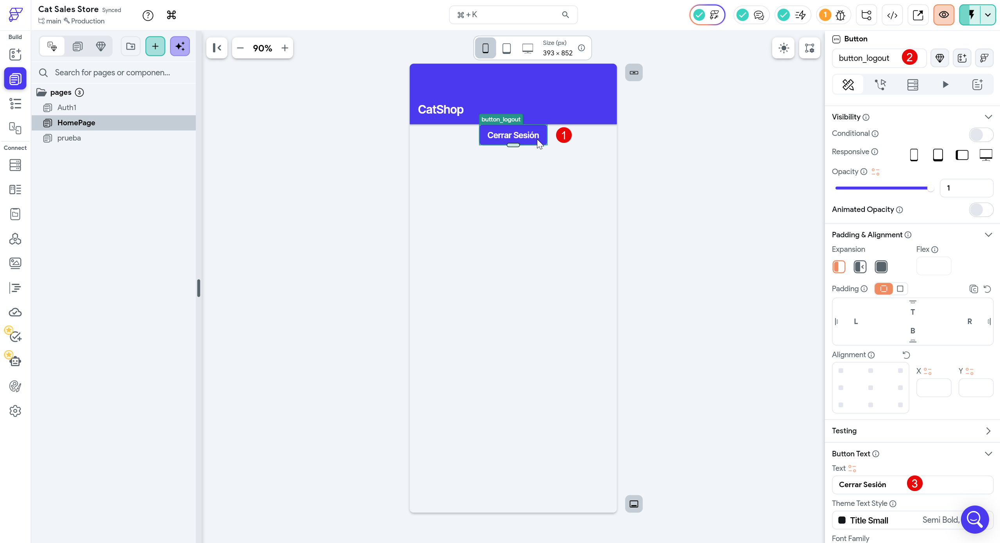 Cat Sales Store Synced
main Production
?
⌘
⌘ + K
1
Build
Connect
Search for pages or componen...
pages 3
Auth1
HomePage
prueba
90%
Size (px)
393 × 852
CatShop
button_logout
Cerrar Sesión
1
BTN Button
button_logout
2
Visibility
Conditional
Responsive
Opacity
1
Animated Opacity
Padding & Alignment
Expansion
Flex
Padding
T
L
R
B
Alignment
X
Y
Testing
Button Text
Text
Cerrar Sesión
3
Theme Text Style
Title Small Semi Bold,
Font Family